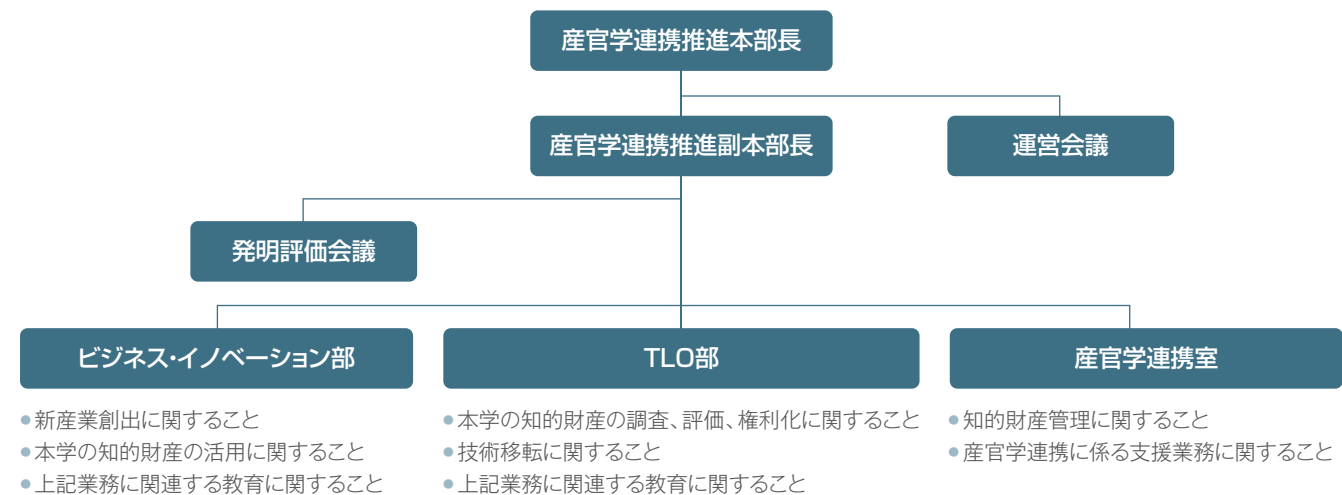 産官学連携推進本部長
産官学連携推進副本部長
運営会議
発明評価会議
ビジネス・イノベーション部
TLO部
産官学連携室
●新産業創出に関すること
●本学の知的財産の活用に関すること
●上記業務に関連する教育に関すること
●本学の知的財産の調査、評価、権利化に関すること
●技術移転に関すること
●上記業務に関連する教育に関すること
●知的財産管理に関すること
●産官学連携に係る支援業務に関すること